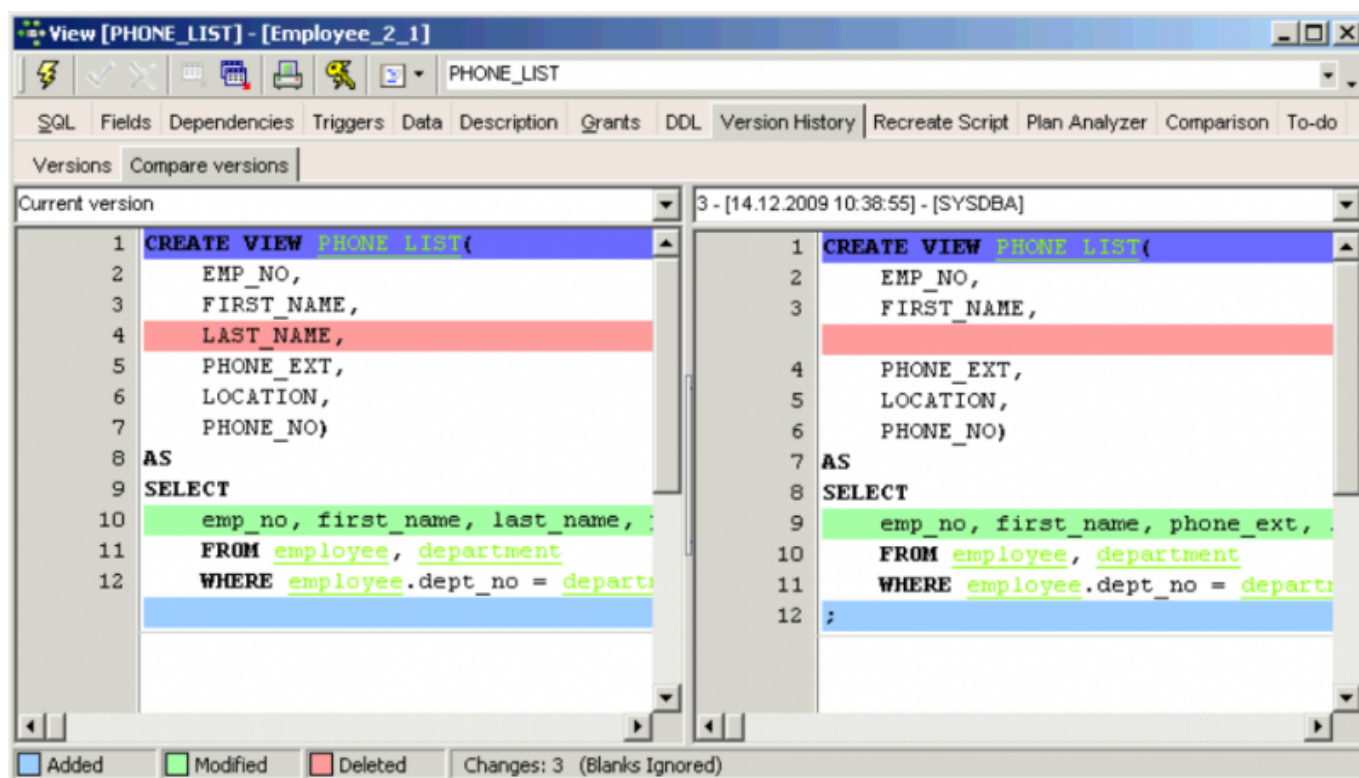 View [PHONE_LIST] - [Employee_2_1]
PHONE_LIST
SQL Fields Dependencies Triggers Data Description Grants DDL Version History Recreate Script Plan Analyzer Comparison To-do
Versions Compare versions
Current version
1 CREATE VIEW PHONE_LIST(
2 EMP_NO,
3 FIRST_NAME,
4 LAST_NAME,
5 PHONE_EXT,
6 LOCATION,
7 PHONE_NO)
8 AS
9 SELECT
10 emp_no, first_name, last_name,
11 FROM employee, department
12 WHERE employee.dept_no =
3 - [14.12.2009 10:38:55] - [SYSDBA]
1 CREATE VIEW PHONE_LIST(
2 EMP_NO,
3 FIRST_NAME,
4 PHONE_EXT,
5 LOCATION,
6 PHONE_NO)
7 AS
8 SELECT
9 emp_no, first_name, phone_ext,
10 FROM employee, department
11 WHERE employee.dept_no =
12 ;
Added Modified Deleted Changes: 3 (Blanks Ignored)